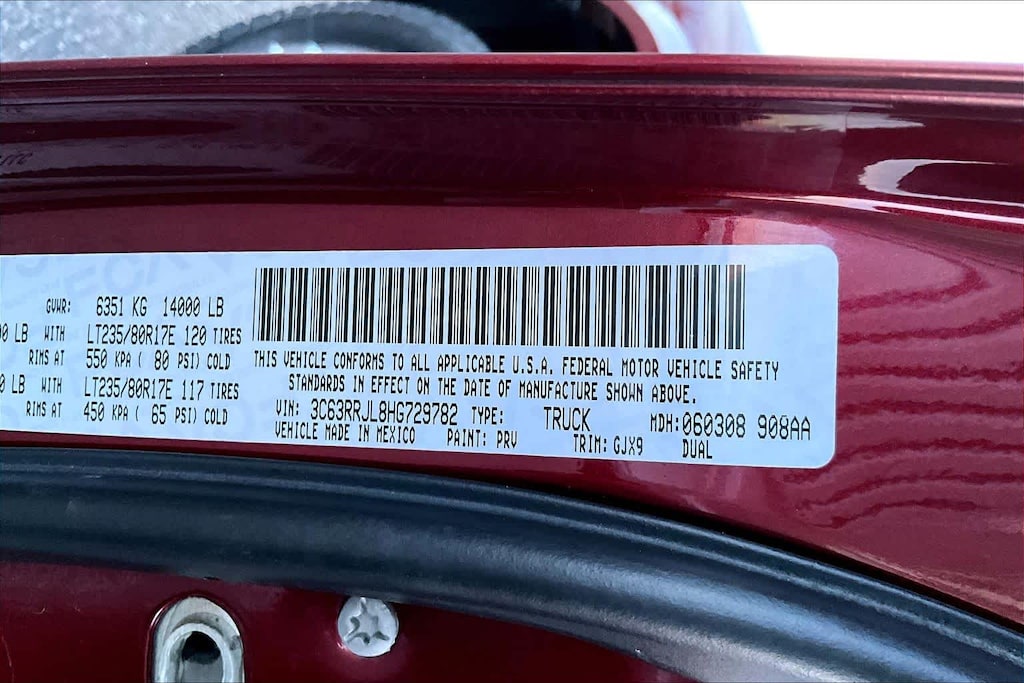 GVWR: 6351 KG 14000 LB
00 LB WITH LT235/80R17E 120 TIRES
RIMS AT 550 KPA ( 80 PSI) COLD
0 LB WITH LT235/80R17E 117 TIRES
RIMS AT 450 KPA ( 65 PSI) COLD
THIS VEHICLE CONFORMS TO ALL APPLICABLE U.S.A. FEDERAL MOTOR VEHICLE SAFETY
STANDARDS IN EFFECT ON THE DATE OF MANUFACTURE SHOWN ABOVE.
VIN: 3C63RRJL8HG729782 TYPE: TRUCK MDH: 060308 908AA
VEHICLE MADE IN MEXICO PAINT: PRV TRIM: GJX9 DUAL